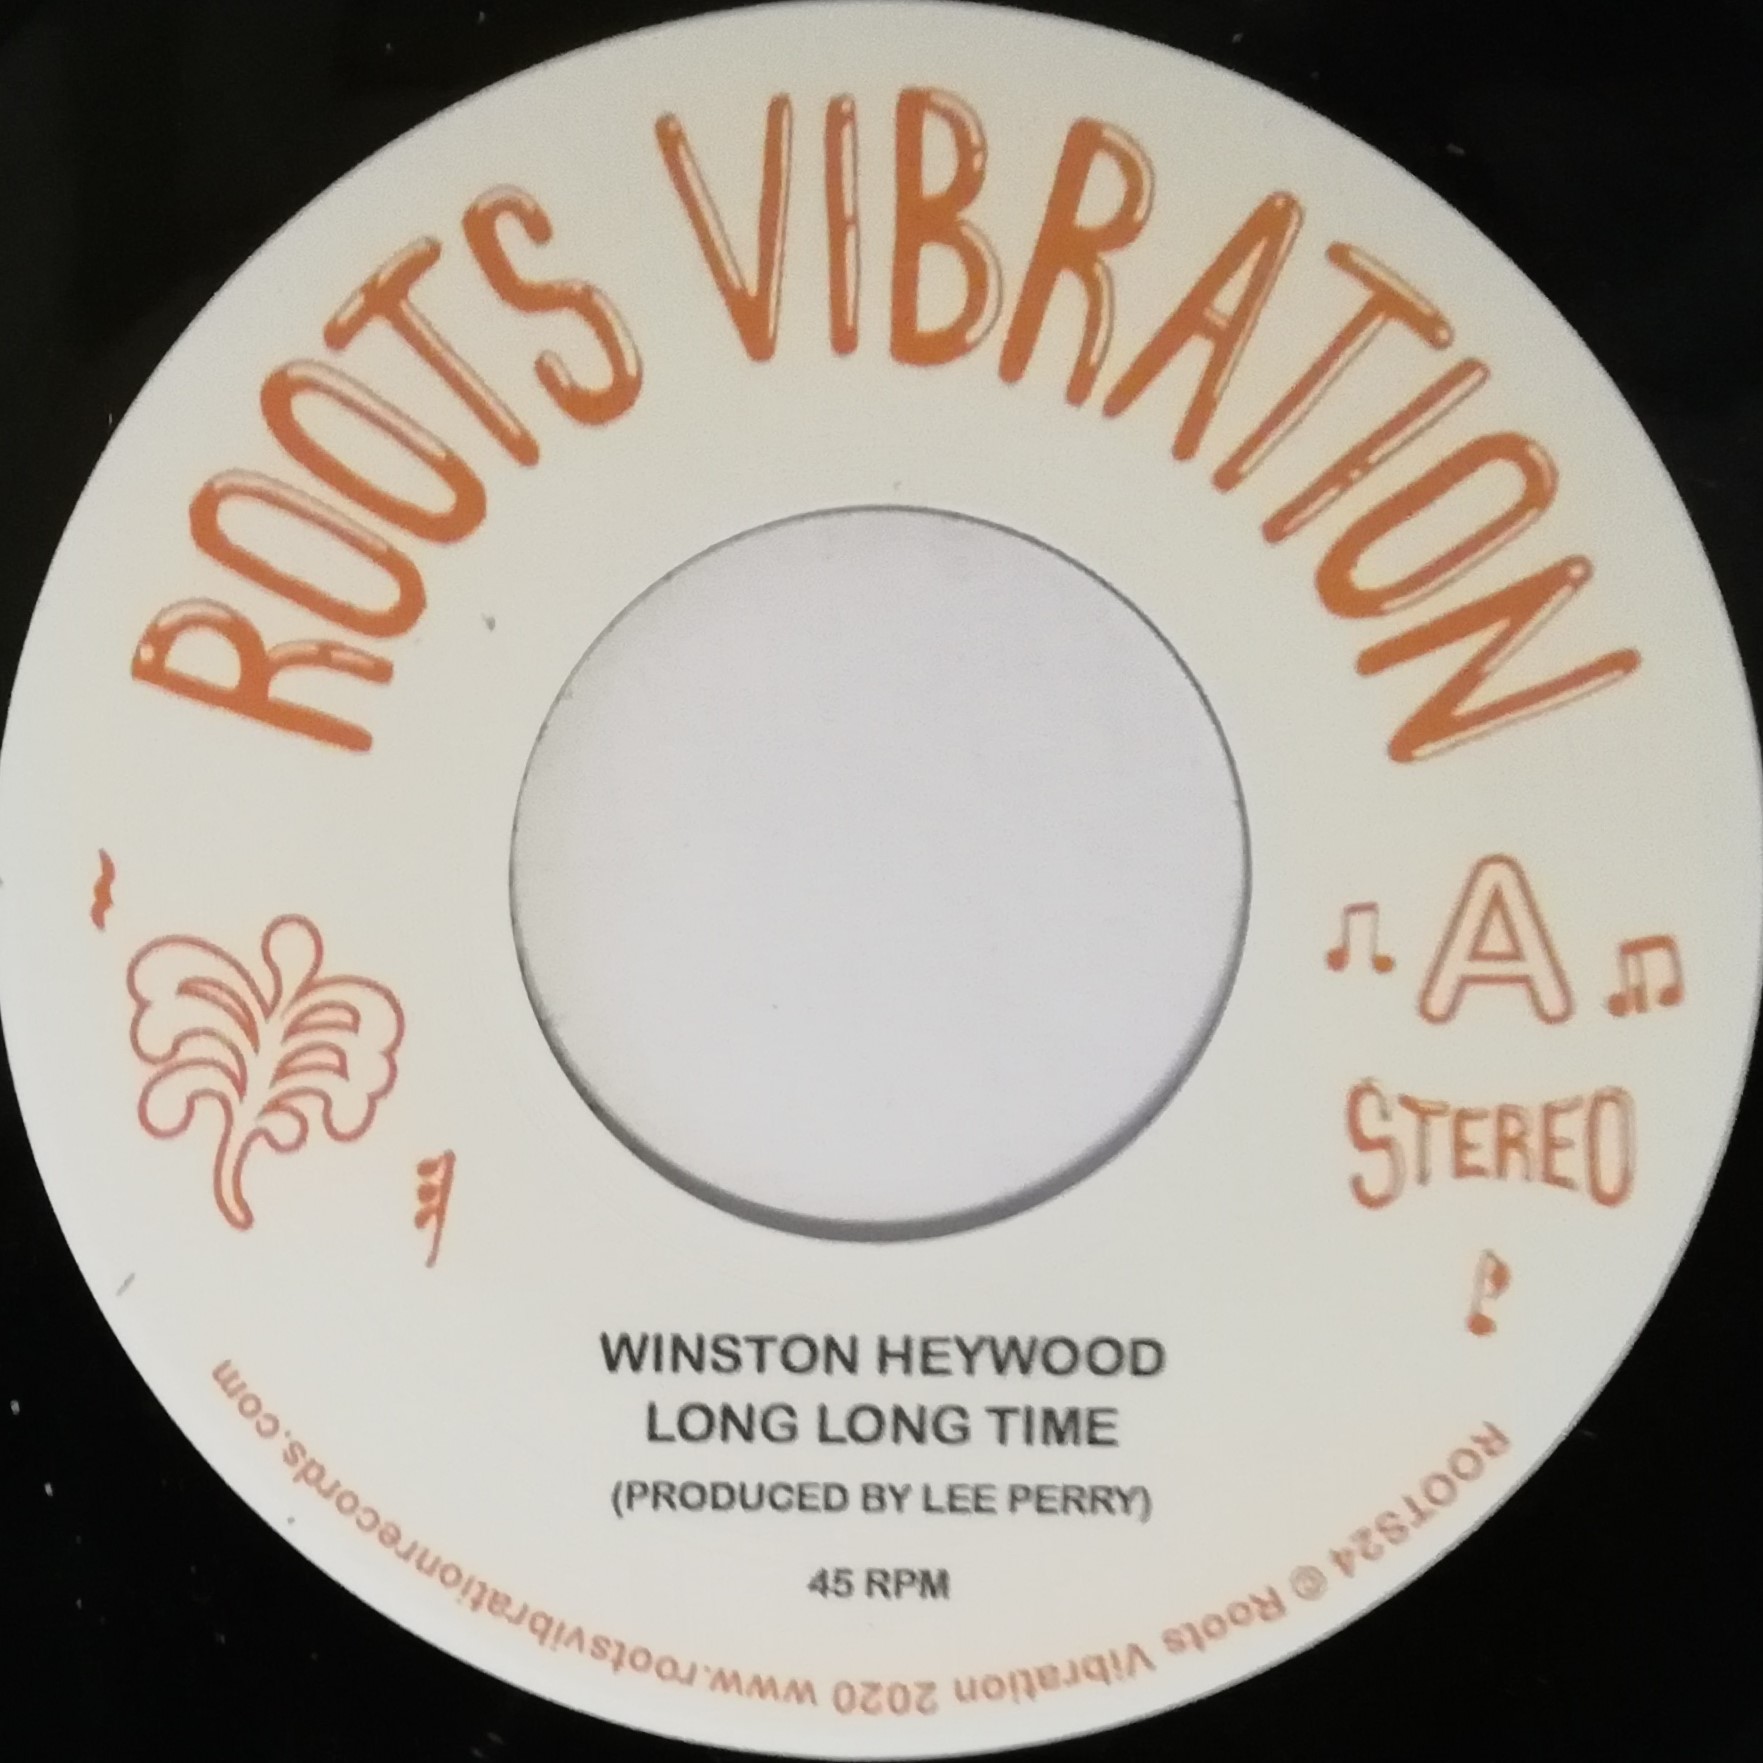 ROOTS VIBRATION
A
STEREO
WINSTON HEYWOOD
LONG LONG TIME
(PRODUCED BY LEE PERRY)
45 RPM
ROOTS24 © Roots Vibration 2020 www.rootsvibrationrecords.com